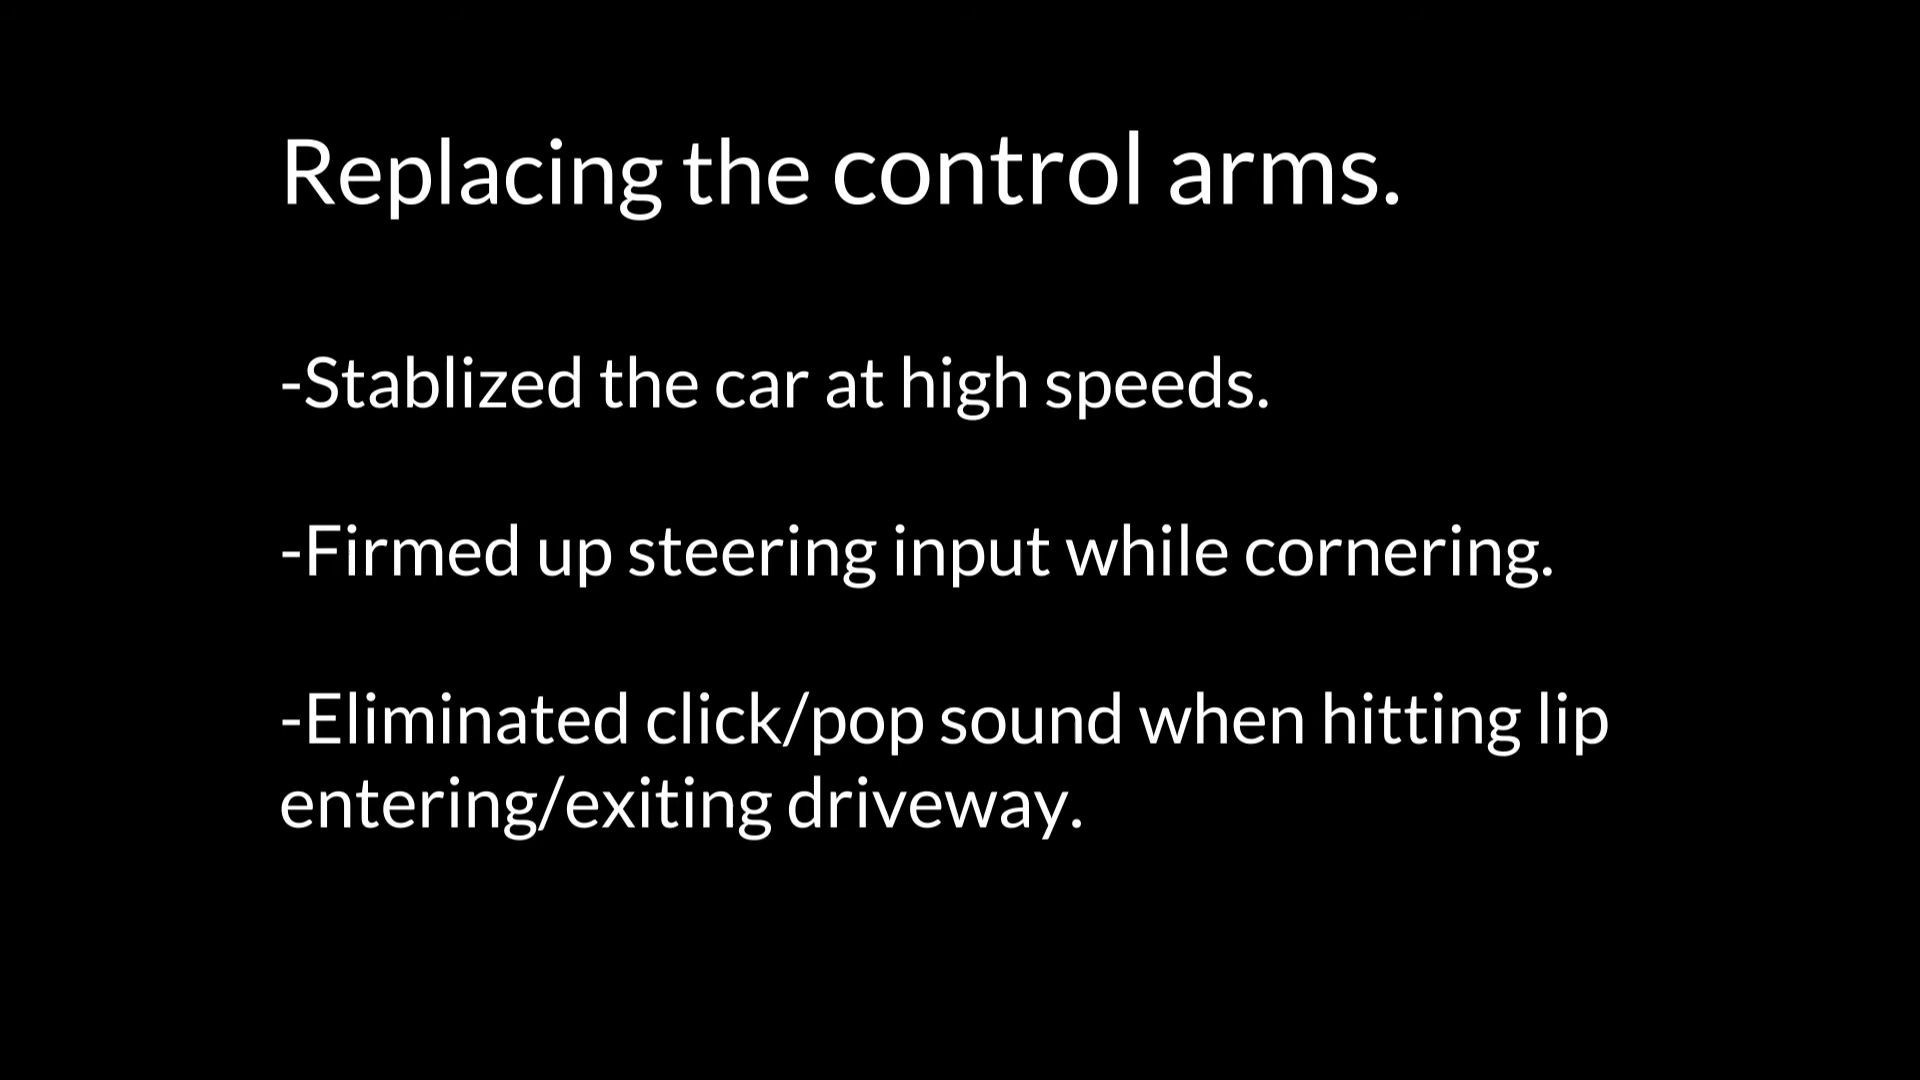 Replacing the control arms.
-Stablized the car at high speeds.
-Firmed up steering input while cornering.
-Eliminated click/pop sound when hitting lip
entering/exiting driveway.